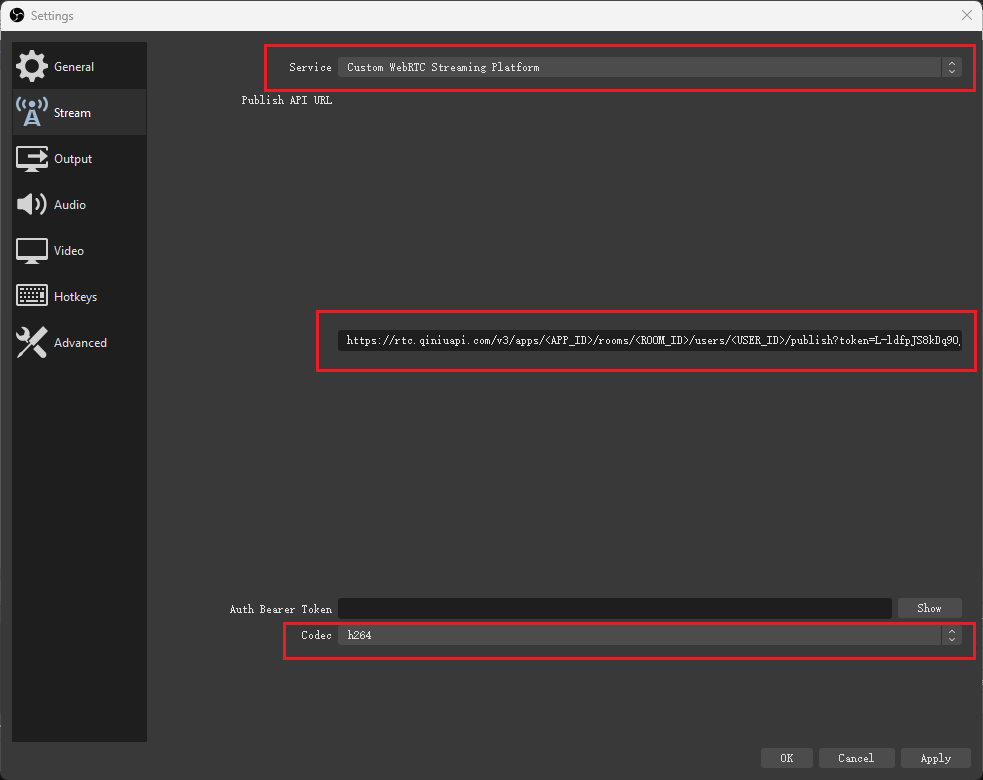 Settings
General
Stream
Output
Audio
Video
Hotkeys
Advanced
Service Custom WebRTC Streaming Platform
Publish API URL
https://rtc.qiniuapi.com/v3/apps/<APP_ID>/rooms/<ROOM_ID>/users/<USER_ID>/publish?token=L-ldfpJS8kDq9O_
Auth Bearer Token Show
Codec h264
OK Cancel Apply